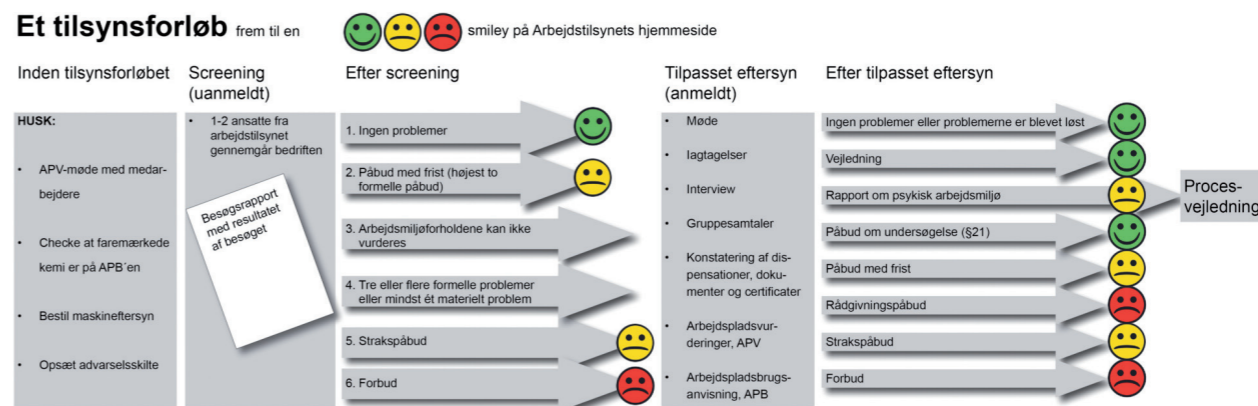 Et tilsynsforløb frem til en smiley på Arbejdstilsynets hjemmeside
Inden tilsynsforløbet
HUSK:
• APV-møde med medar-
bejdere
• Checke at faremærkede
kemi er på APB´en
• Bestil maskineftersyn
• Opsæt advarselsskilte
Screening
(uanmeldt)
• 1-2 ansatte fra
arbejdstilsynet
gennemgår bedriften
Besøgsrapport
med resultatet
af besøget
Efter screening
1. Ingen problemer
2. Påbud med frist (højest to
formelle påbud)
3. Arbejdsmiljøforholdene kan ikke
vurderes
4. Tre eller flere formelle problemer
eller mindst ét materielt problem
5. Strakspåbud
6. Forbud
Tilpasset eftersyn
(anmeldt)
• Møde
• Iagtagelser
• Interview
• Gruppesamtaler
• Konstatering af dis-
pensationer, doku-
menter og certificater
• Arbejdspladsvur-
deringer, APV
• Arbejdspladsbrugs-
anvisning, APB
Efter tilpasset eftersyn
Ingen problemer eller problemerne er blevet løst
Vejledning
Rapport om psykisk arbejdsmiljø
Påbud om undersøgelse (§21)
Påbud med frist
Rådgivningspåbud
Strakspåbud
Forbud
Proces-
vejledning